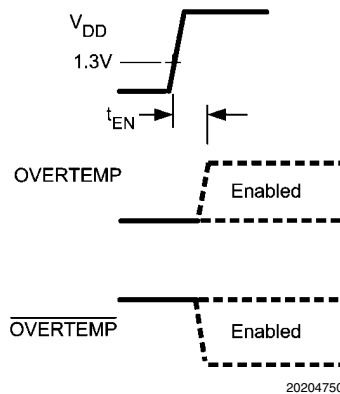 VDD
1.3V
tEN
OVERTEMP
Enabled
OVERTEMP
Enabled
20204750